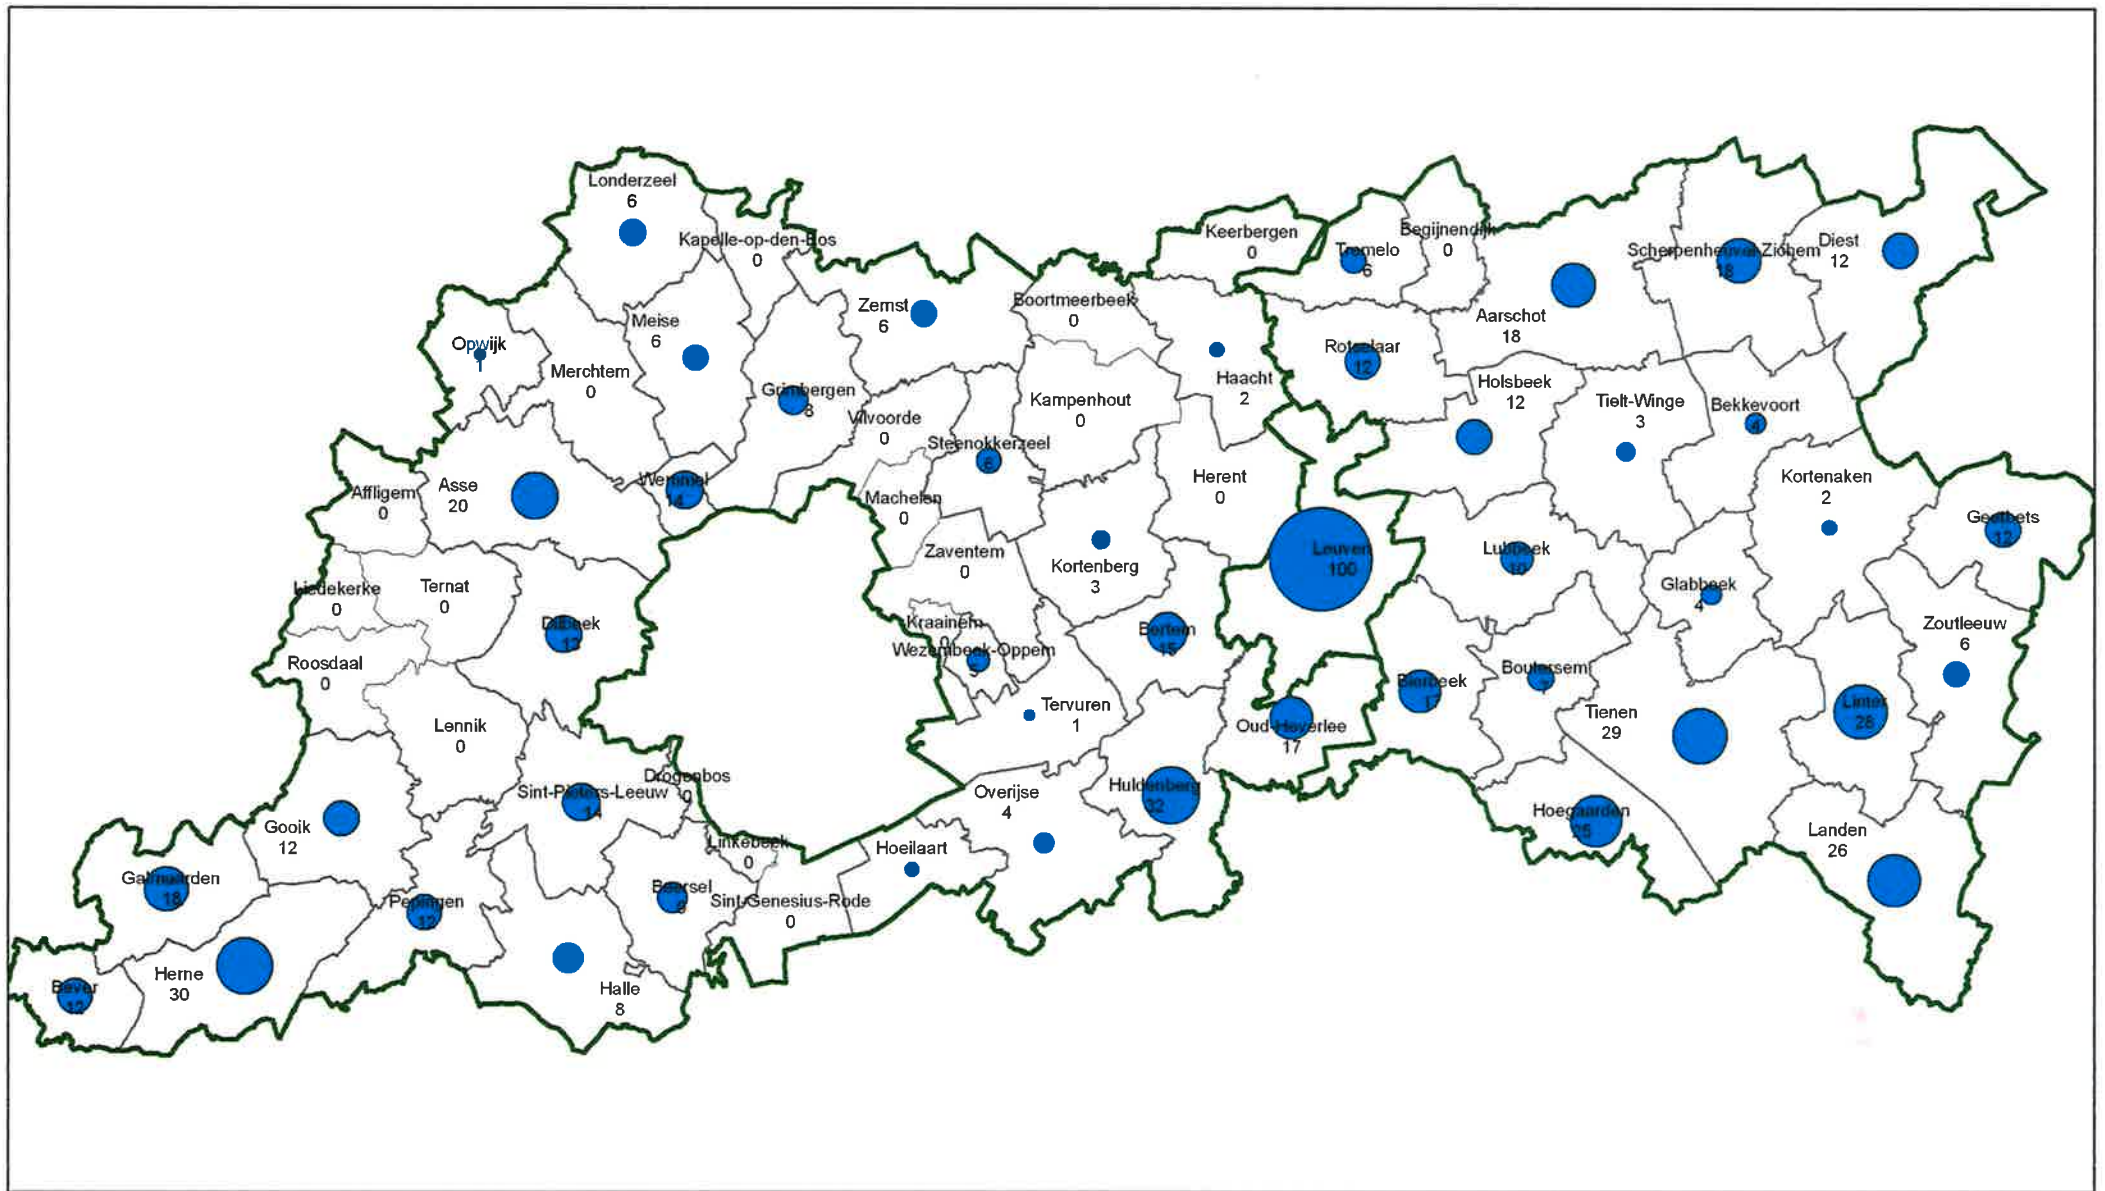 Londerzeel
6
Kapelle-op-den-Bos
0
Keerbergen
0
Tremelo
6
Begijnendijk
0
Scherpenheuvel-Zichem
18
Diest
12
Zemst
6
Boortmeerbeek
0
Meise
6
Aarschot
18
Opwijk
1
Merchtem
0
Rotselaar
12
Haacht
2
Grimbergen
8
Vilvoorde
0
Kampenhout
0
Holsbeek
12
Tielt-Winge
3
Bekkevoort
4
Steenokkerzeel
6
Affligem
0
Asse
20
Wemmel
14
Machelen
0
Herent
0
Kortenaken
2
Geetbets
12
Zaventem
0
Kortenberg
3
Leuven
100
Lubbeek
10
Glabbeek
4
Liedekerke
0
Ternat
0
Dilbeek
13
Kraainem
0
Wezembeek-Oppem
5
Bertem
15
Zoutleeuw
6
Roosdaal
0
Bierbeek
17
Boutersem
7
Lennik
0
Tervuren
1
Oud-Heverlee
17
Tienen
29
Linter
28
Sint-Pieters-Leeuw
14
Drogenbos
0
Overijse
4
Huldenberg
32
Hoegaarden
25
Landen
26
Gooik
12
Linkebeek
0
Hoeilaart
Galmaarden
18
Pepingen
12
Beersel
9
Sint-Genesius-Rode
0
Herne
30
Bever
12
Halle
8